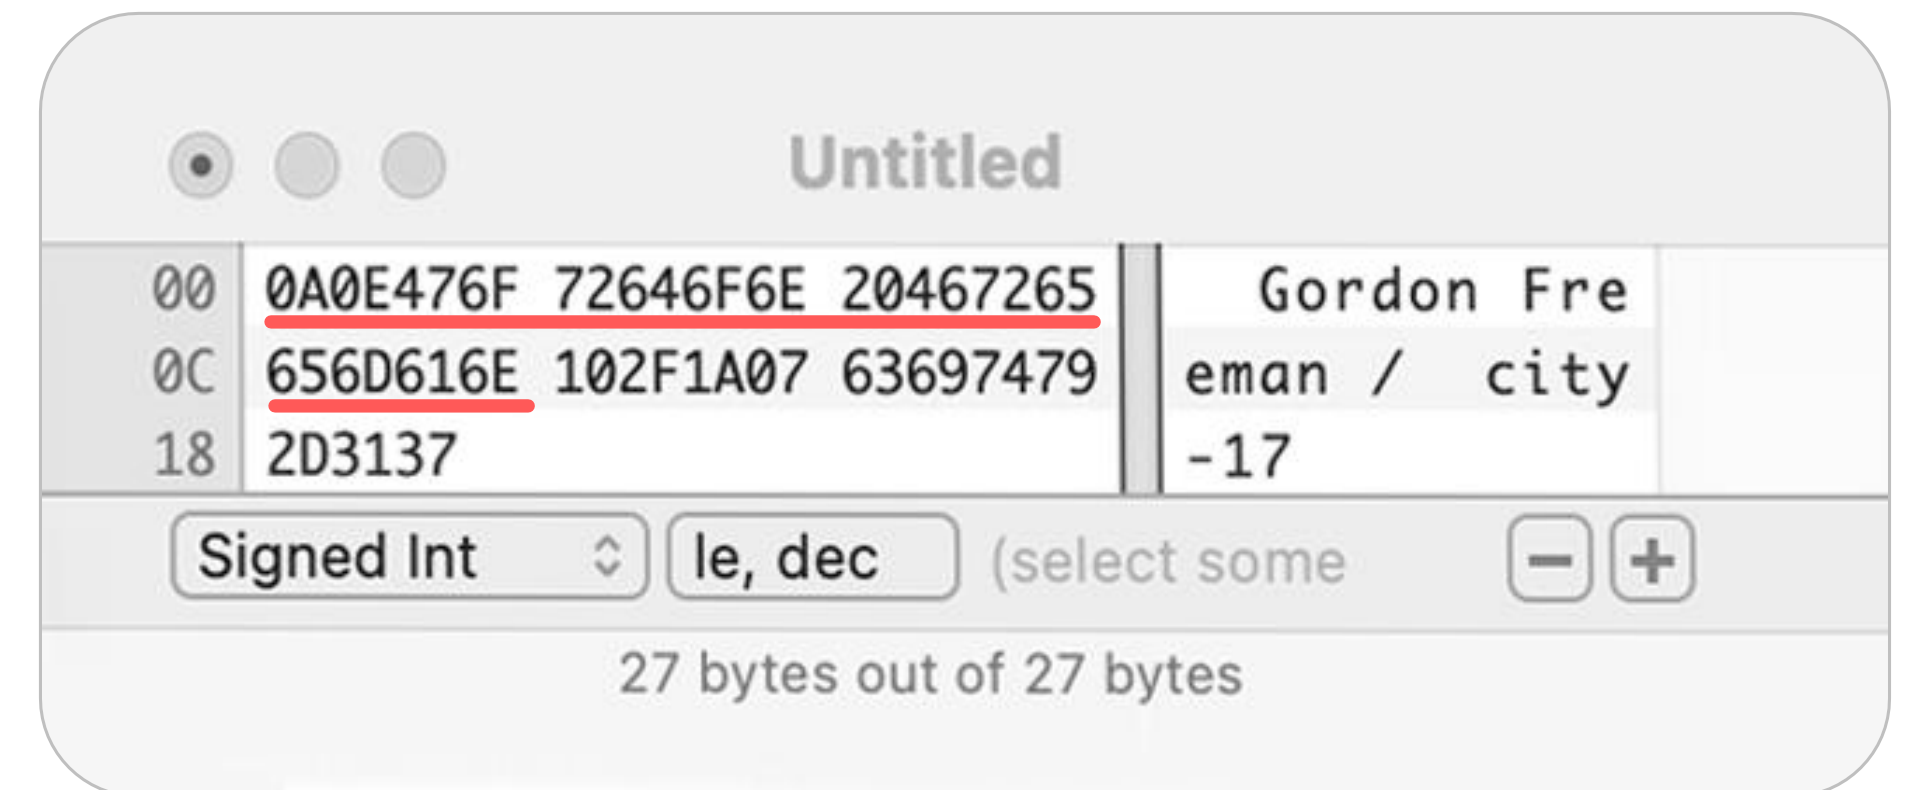 Untitled
00 0A0E476F 72646F6E 20467265 Gordon Fre
0C 656D616E 102F1A07 63697479 eman / city
18 2D3137 -17
Signed Int le, dec (select some
27 bytes out of 27 bytes